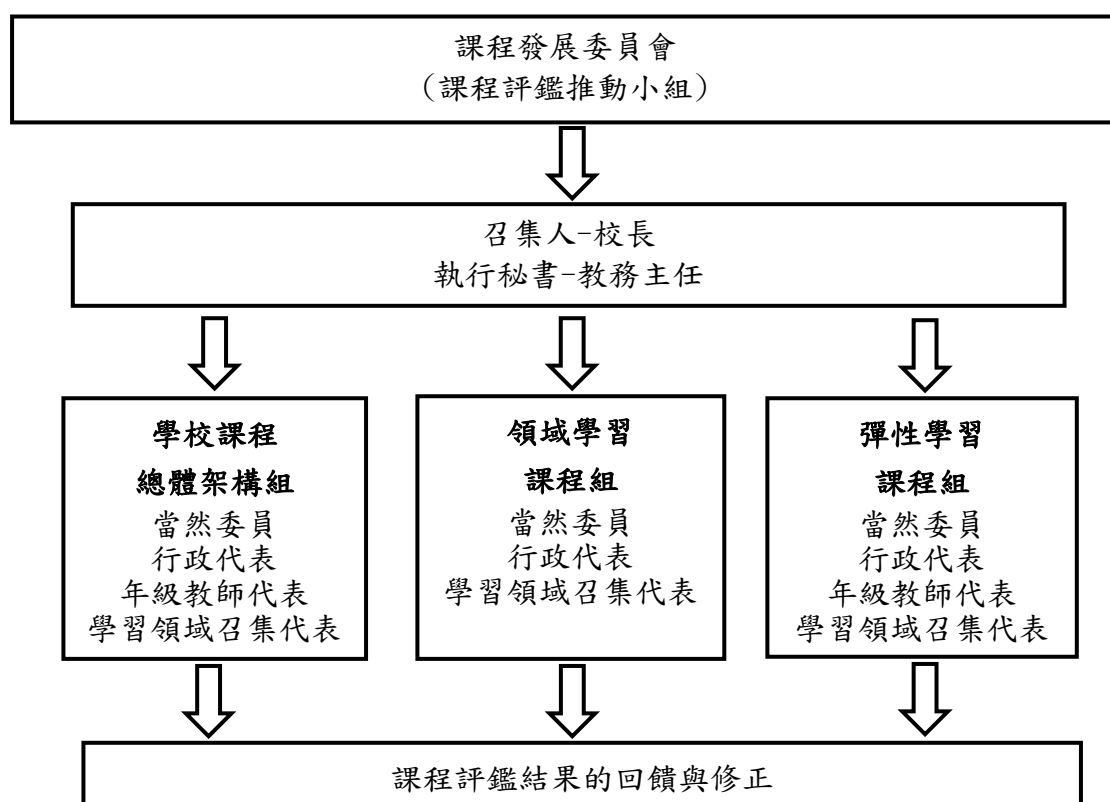 課程發展委員會
(課程評鑑推動小組)
召集人-校長
執行秘書-教務主任
學校課程
總體架構組
當然委員
行政代表
年級教師代表
學習領域召集代表
領域學習
課程組
當然委員
行政代表
學習領域召集代表
彈性學習
課程組
當然委員
行政代表
年級教師代表
學習領域召集代表
課程評鑑結果的回饋與修正